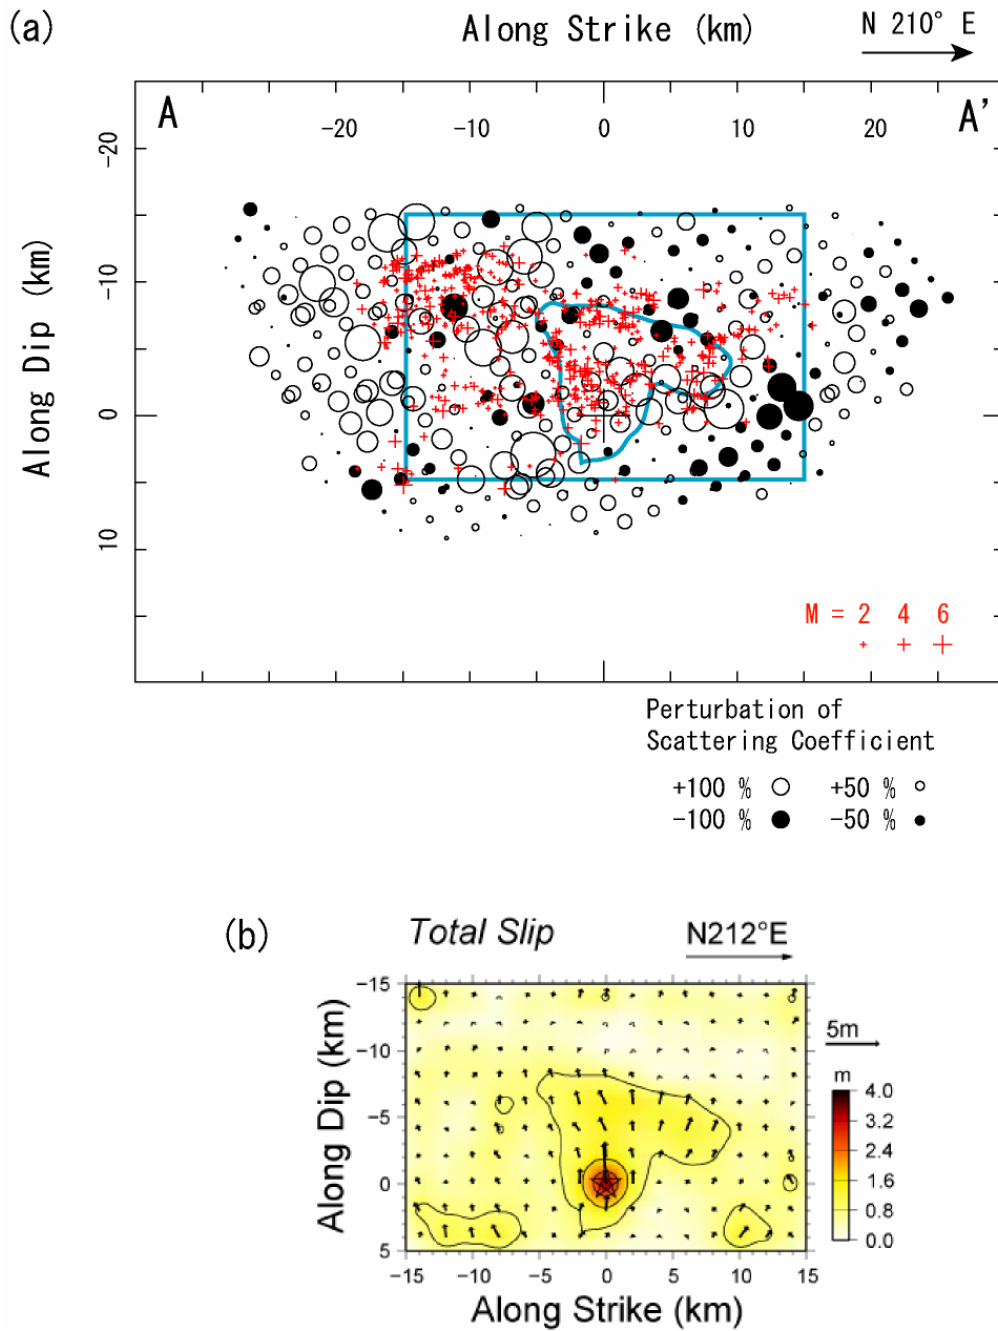 (a)
Along Strike (km)
N 210° E
A
A'
-20 -10 0 10 20
Along Dip (km)
-20
-10
0
10
M = 2 4 6
Perturbation of
Scattering Coefficient
+100 % +50 %
-100 % -50 %
(b)
Total Slip
N212°E
Along Dip (km)
-15
-10
-5
0
5
-15 -10 -5 0 5 10 15
Along Strike (km)
5m
m
4.0
3.2
2.4
1.6
0.8
0.0